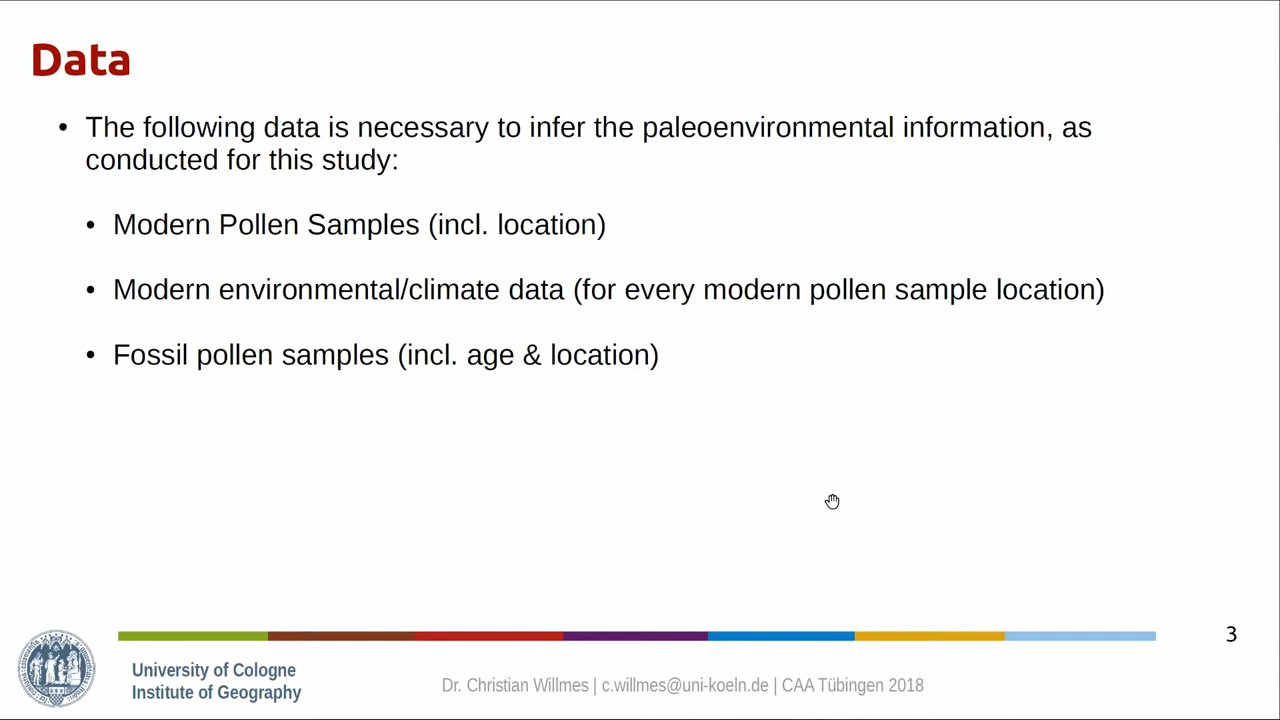 Data
• The following data is necessary to infer the paleoenvironmental information, as
conducted for this study:
• Modern Pollen Samples (incl. location)
• Modern environmental/climate data (for every modern pollen sample location)
• Fossil pollen samples (incl. age & location)
3
University of Cologne
Institute of Geography
Dr. Christian Willmes | c.willmes@uni-koeln.de | CAA Tübingen 2018